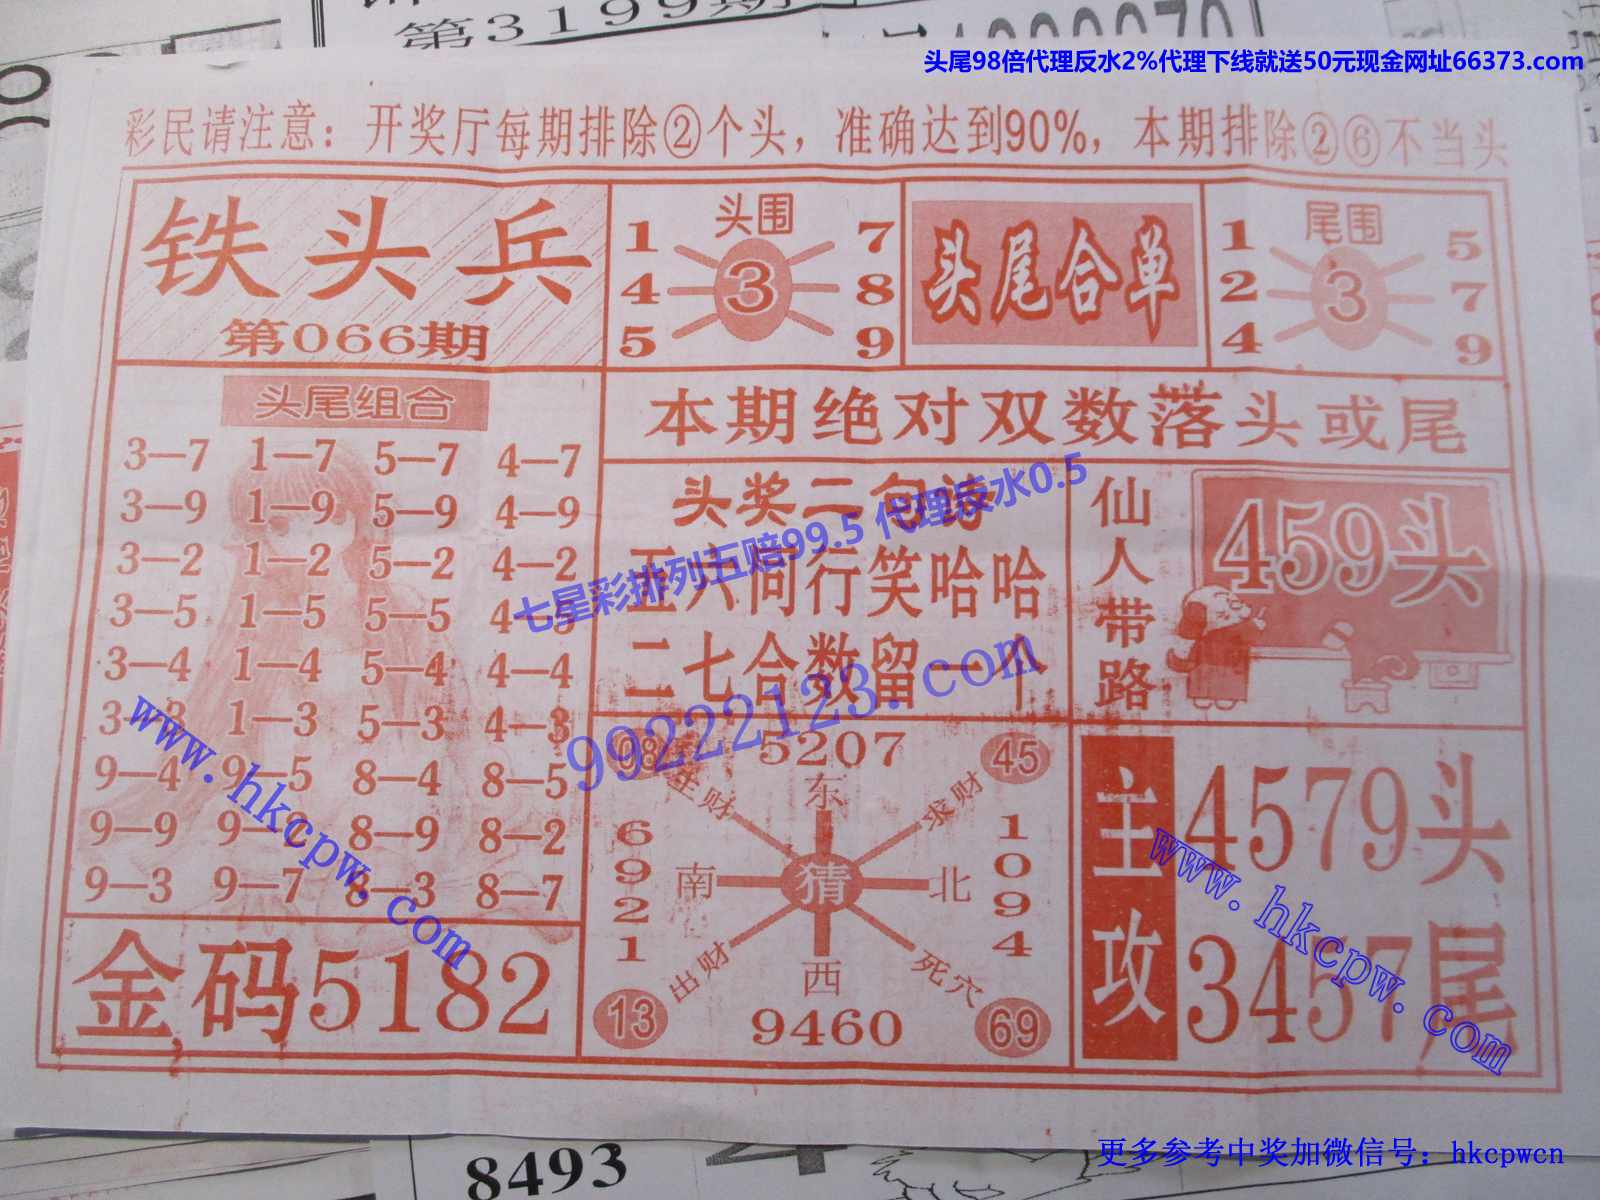 第3199期
头尾98倍代理反水2%代理下线就送50元现金网址66373.com
彩民请注意：开奖厅每期排除②个头，准确达到90%，本期排除②⑥不当头
铁头兵
第066期
头围
1 7
4 3 8
5 9
头尾合单
尾围
1 5
2 3 7
4 9
头尾组合
3—7 1—7 5—7 4—7
3—9 1—9 5—9 4—9
3—2 1—2 5—2 4—2
3—5 1—5 5—5 4—5
3—4 1—4 5—4 4—4
3—3 1—3 5—3 4—3
9—4 9—5 8—4 8—5
9—9 9—2 8—9 8—2
9—3 9—7 8—3 8—7
金码5182
本期绝对双数落头或尾
头奖二句诗
五六同行笑哈哈
二七合数留一个
七星彩排列五赔99.5 代理反水0.5
99222123.com
仙人带路
459头
5207
98 45
生财 东 求财
6921
南 猜 北
1094
出财 西 死穴
13 69
9460
主攻
4579头
3457尾
www.hkcpw.com
www.hkcpw.com
更多参考中奖加微信号：hkcpwcn
8493